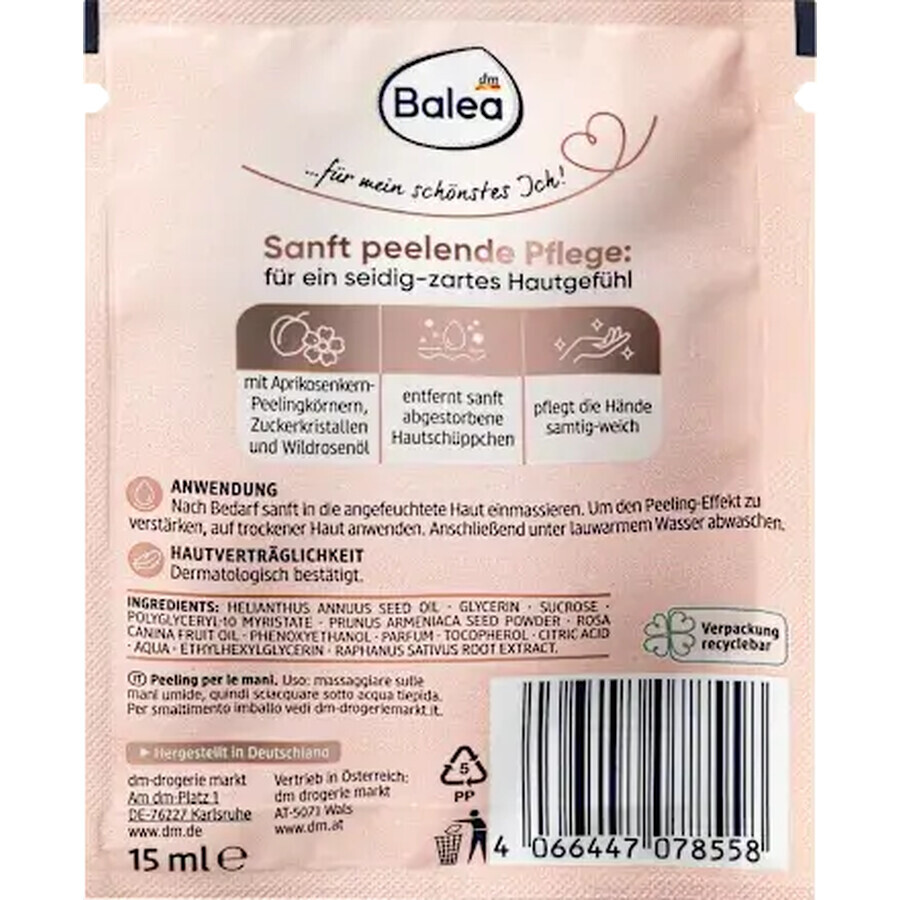 dm
Balea
...für mein schönstes Ich!
Sanft peelende Pflege:
für ein seidig-zartes Hautgefühl
mit Aprikosenkern-
Peelingkörnern,
Zuckerkristallen
und Wildrosenöl
entfernt sanft
abgestorbene
Hautschüppchen
pflegt die Hände
samtig-weich
ANWENDUNG
Nach Bedarf sanft in die angefeuchtete Haut einmassieren. Um den Peeling-Effekt zu
verstärken, auf trockener Haut anwenden. Anschließend unter lauwarmem Wasser abwaschen.
HAUTVERTRÄGLICHKEIT
Dermatologisch bestätigt.
INGREDIENTS: HELIANTHUS ANNUUS SEED OIL · GLYCERIN · SUCROSE ·
POLYGLYCERYL-10 MYRISTATE · PRUNUS ARMENIACA SEED POWDER · ROSA
CANINA FRUIT OIL · PHENOXYETHANOL · PARFUM · TOCOPHEROL · CITRIC ACID
· AQUA · ETHYLHEXYLGLYCERIN · RAPHANUS SATIVUS ROOT EXTRACT.
Verpackung
recyclebar
IT Peeling per le mani. Uso: massaggiare sulle
mani umide, quindi sciacquare sotto acqua tiepida.
Per smaltimento imballo vedi dm-drogeriemarkt.it.
Hergestellt in Deutschland
dm-drogerie markt
Am dm-Platz 1
DE-76227 Karlsruhe
www.dm.de
Vertrieb in Österreich:
dm drogerie markt
AT-5071 Wals
www.dm.at
15 ml ℮
5
PP
4 066447 078558